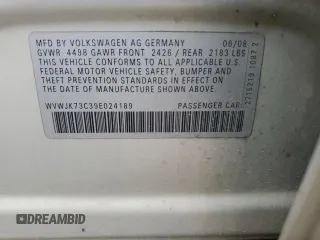 MFD BY VOLKSWAGEN AG GERMANY 06/08
GVWR 4498 GAWR FRONT 2426 / REAR 2183 LBS
THIS VEHICLE CONFORMS TO ALL APPLICABLE U.S.
FEDERAL MOTOR VEHICLE SAFETY, BUMPER AND
THEFT PREVENTION STANDARDS IN EFFECT ON
THE DATE OF MANUFACTURE SHOWN ABOVE.
WVWJK73C39E024189 PASSENGER CAR
DREAMBID